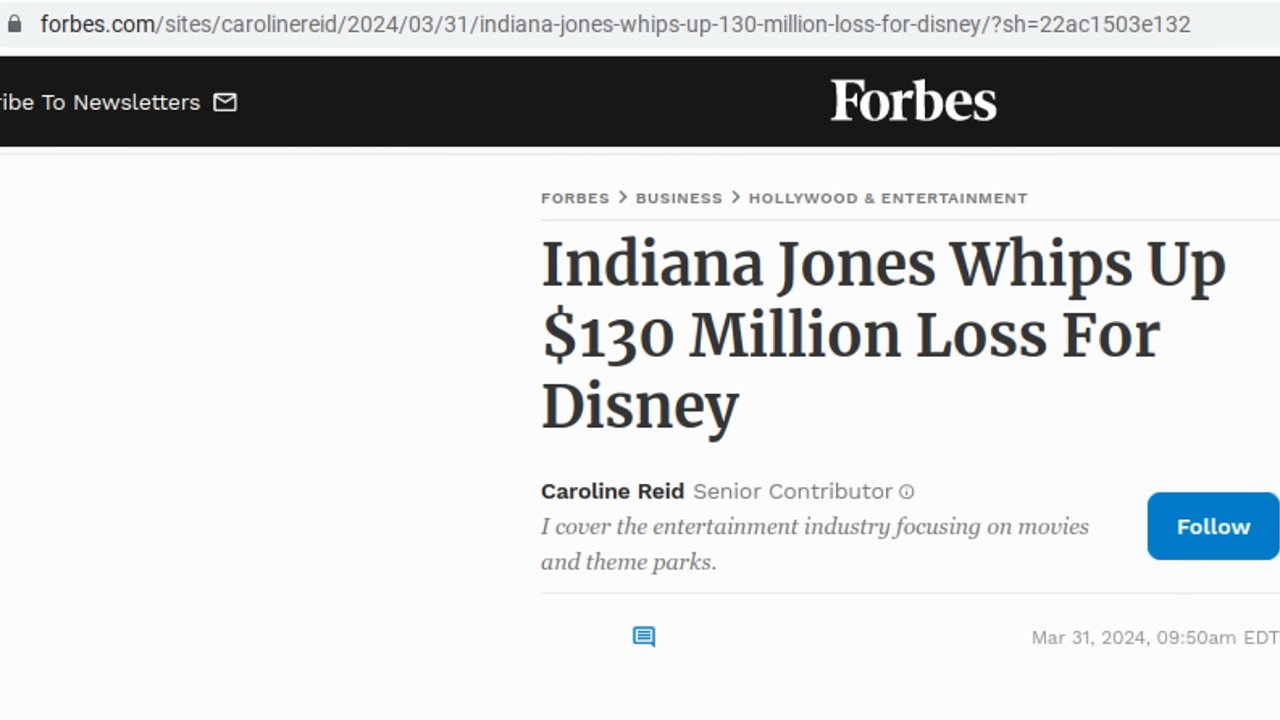 forbes.com/sites/carolinereid/2024/03/31/indiana-jones-whips-up-130-million-loss-for-disney/?sh=22ac1503e132
ribe To Newsletters
Forbes
FORBES > BUSINESS > HOLLYWOOD & ENTERTAINMENT
Indiana Jones Whips Up
$130 Million Loss For
Disney
Caroline Reid Senior Contributor
I cover the entertainment industry focusing on movies
and theme parks.
Follow
Mar 31, 2024, 09:50am EDT